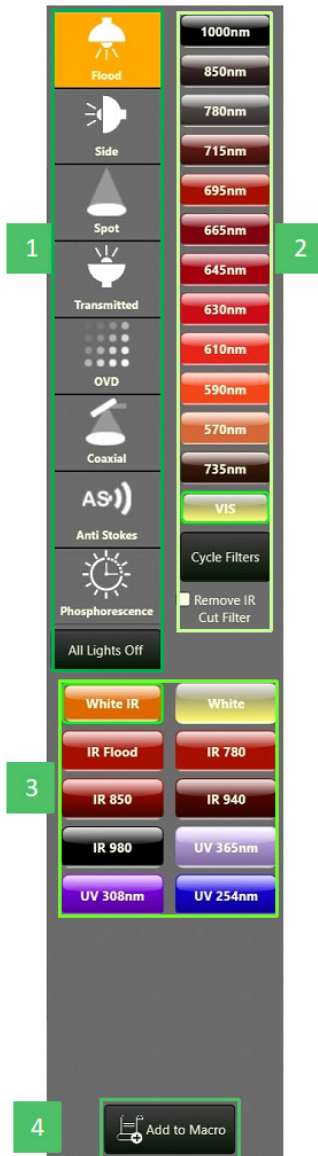 1
Flood
Side
Spot
Transmitted
OVD
Coaxial
AS
Anti Stokes
Phosphorescence
All Lights Off
2
1000nm
850nm
780nm
715nm
695nm
665nm
645nm
630nm
610nm
590nm
570nm
735nm
VIS
Cycle Filters
Remove IR
Cut Filter
3
White IR White
IR Flood IR 780
IR 850 IR 940
IR 980 UV 365nm
UV 308nm UV 254nm
4
Add to Macro